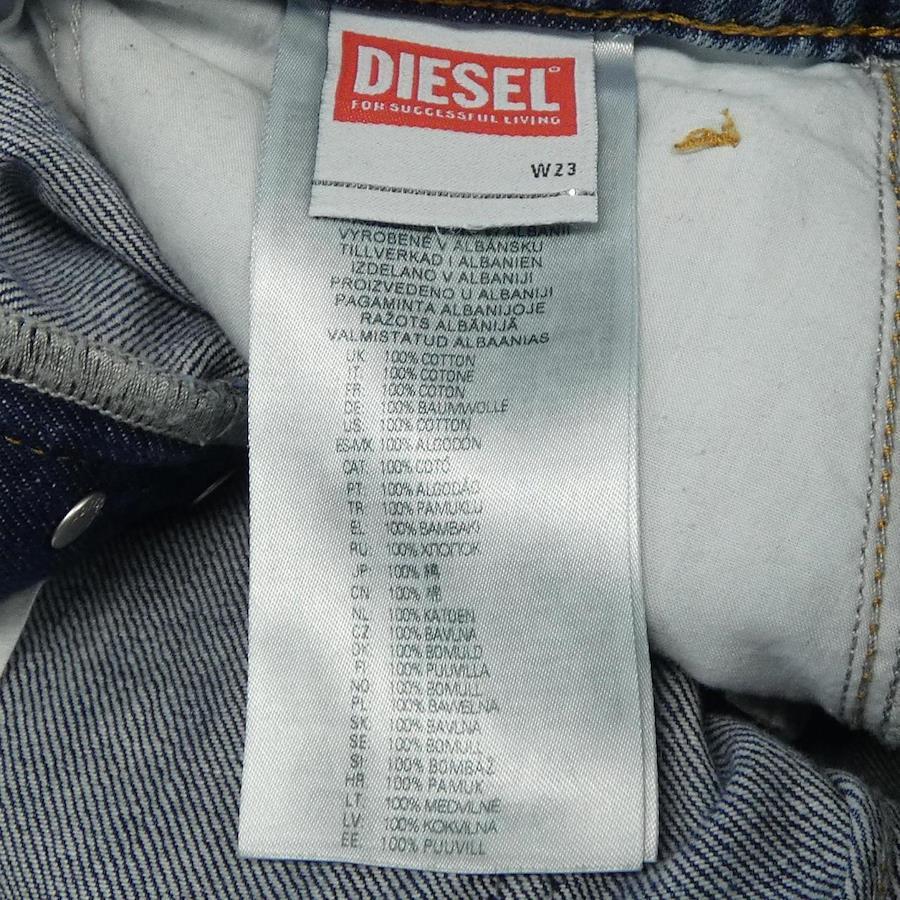 DIESEL
FOR SUCCESSFUL LIVING
W23
VYROBENÉ V ALBÁNSKU
TILLVERKAD I ALBANIEN
IZDELANO V ALBANIJI
PROIZVEDENO U ALBANIJI
PAGAMINTA ALBANIJOJE
RAŽOTS ALBĀNIJĀ
VALMISTATUD ALBAANIAS
UK: 100% COTTON
IT: 100% COTONE
FR: 100% COTON
DE: 100% BAUMWOLLE
US: 100% COTTON
ES-MX: 100% ALGODÓN
CAT: 100% COTÓ
PT: 100% ALGODÃO
TR: 100% PAMUKLU
EL: 100% BAMBAKI
RU: 100% ХЛОПОК
JP: 100% 綿
CN: 100% 棉
NL: 100% KATOEN
CZ: 100% BAVLNA
DK: 100% BOMULD
FI: 100% PUUVILLA
NO: 100% BOMULL
PL: 100% BAWEŁNA
SK: 100% BAVLNA
SE: 100% BOMULL
SI: 100% BOMBAŽ
HR: 100% PAMUK
LT: 100% MEDVILNĖ
LV: 100% KOKVILNA
EE: 100% PUUVILL